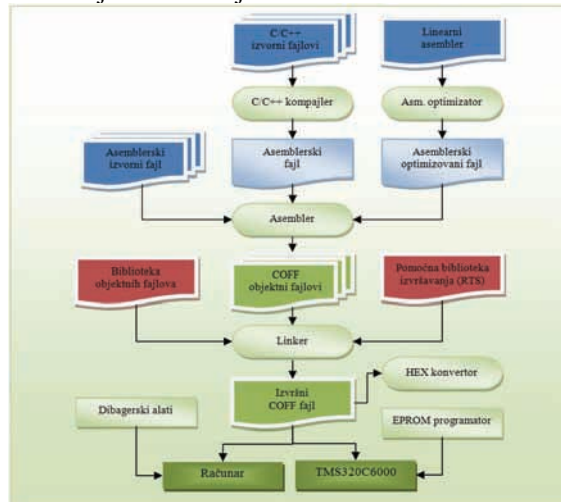 C/C++
izvorni fajlovi
Linearni
asembler
C/C++ kompajler
Asm. optimizator
Asemblerski
izvorni fajl
Asemblerski
fajl
Asemblerski
optimizovani fajl
Asembler
Biblioteka
objektnih fajlova
COFF
objektni fajlovi
Pomoćna biblioteka
izvršavanja (RTS)
Linker
HEX konvertor
Izvršni
COFF fajl
Dibagerski alati
EPROM programator
Računar
TMS320C6000